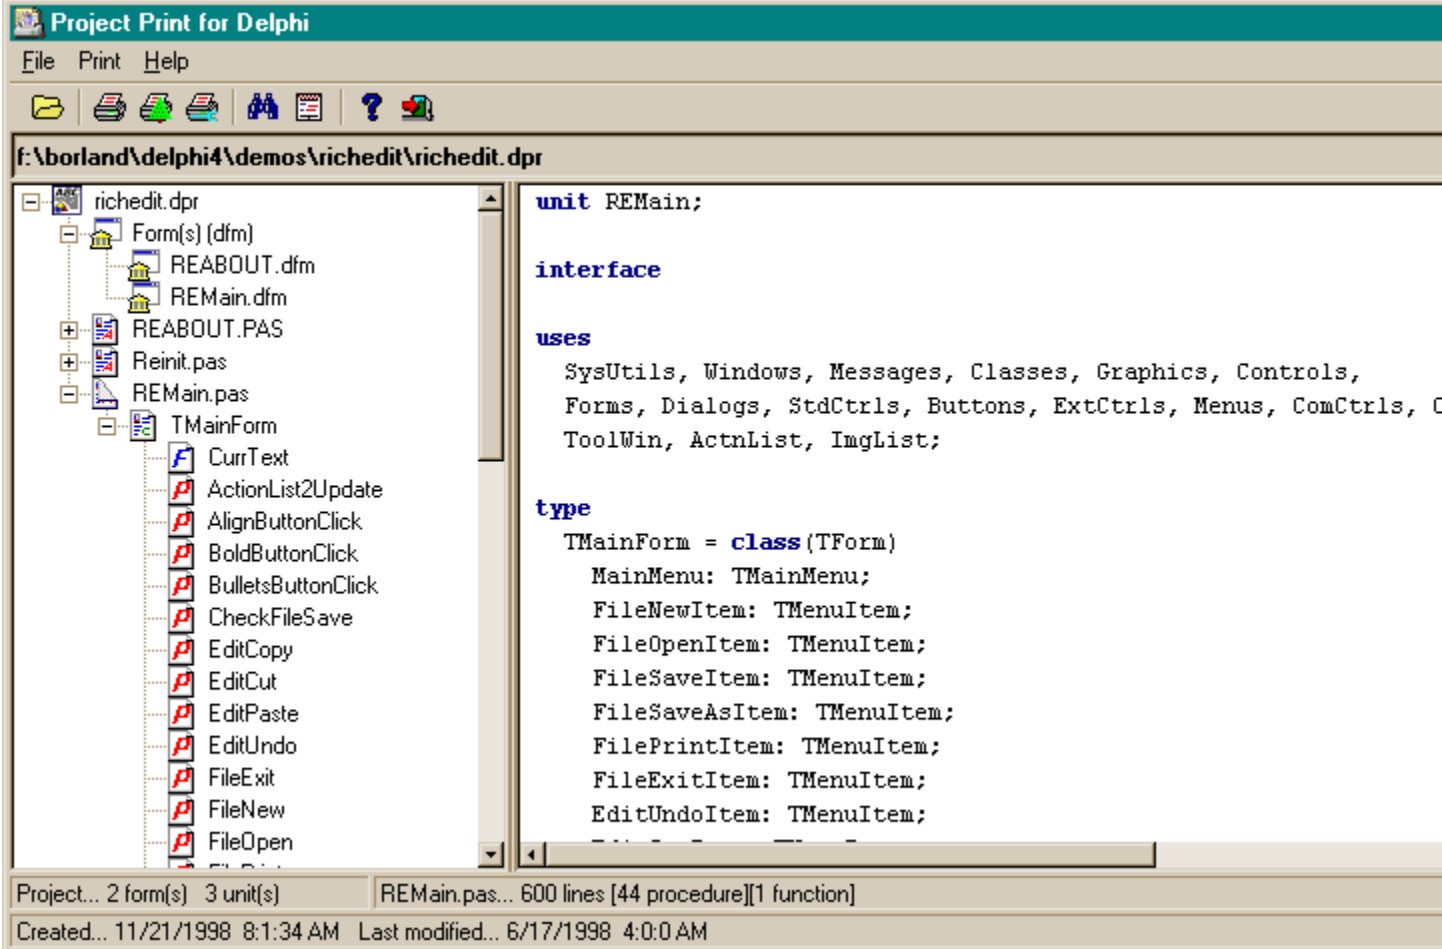 Project Print for Delphi
File Print Help
f:\borland\delphi4\demos\richedit\richedit.dpr
richedit.dpr
Form(s) (dfm)
REABOUT.dfm
REMain.dfm
REABOUT.PAS
Reinit.pas
REMain.pas
TMainForm
CurrText
ActionList2Update
AlignButtonClick
BoldButtonClick
BulletsButtonClick
CheckFileSave
EditCopy
EditCut
EditPaste
EditUndo
FileExit
FileNew
FileOpen
unit REMain;
interface
uses
SysUtils, Windows, Messages, Classes, Graphics, Controls,
Forms, Dialogs, StdCtrls, Buttons, ExtCtrls, Menus, ComCtrls,
ToolWin, ActnList, ImgList;
type
TMainForm = class(TForm)
MainMenu: TMainMenu;
FileNewItem: TMenuItem;
FileOpenItem: TMenuItem;
FileSaveItem: TMenuItem;
FileSaveAsItem: TMenuItem;
FilePrintItem: TMenuItem;
FileExitItem: TMenuItem;
EditUndoItem: TMenuItem;
Project... 2 form(s) 3 unit(s)
REMain.pas... 600 lines [44 procedure][1 function]
Created... 11/21/1998 8:1:34 AM Last modified... 6/17/1998 4:0:0 AM